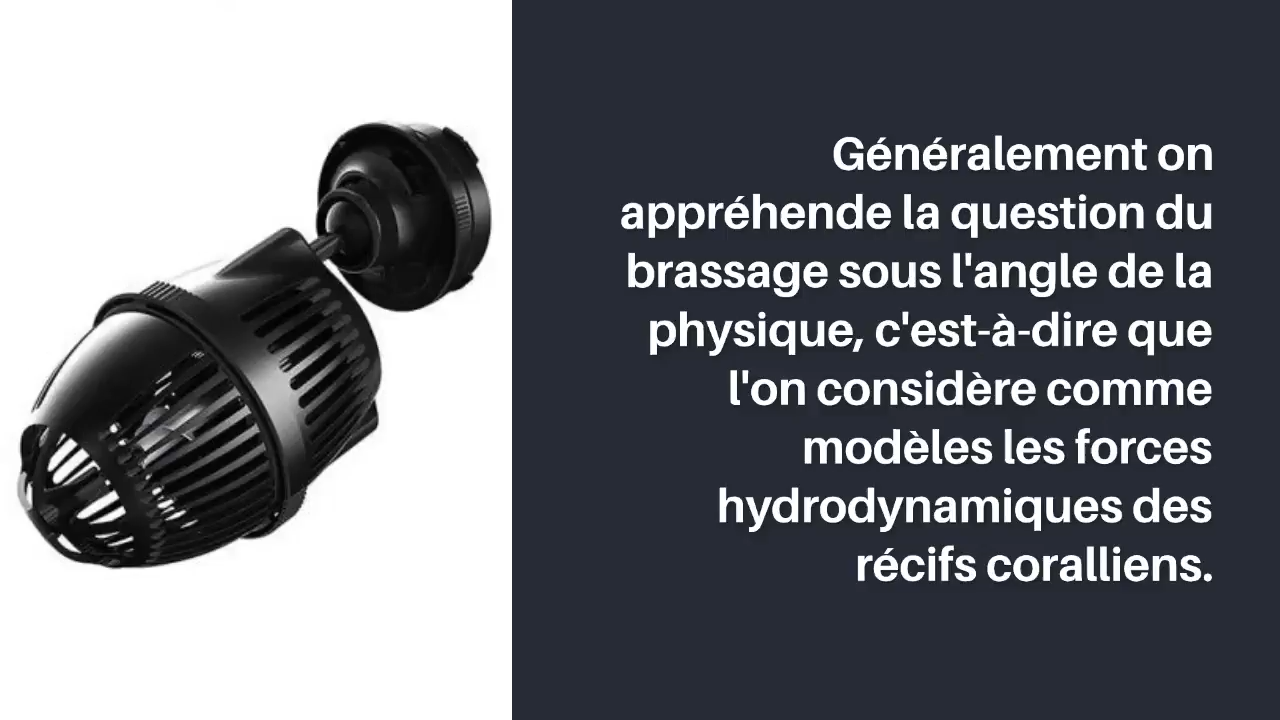 Généralement on
appréhende la question du
brassage sous l'angle de la
physique, c'est-à-dire que
l'on considère comme
modèles les forces
hydrodynamiques des
récifs coralliens.